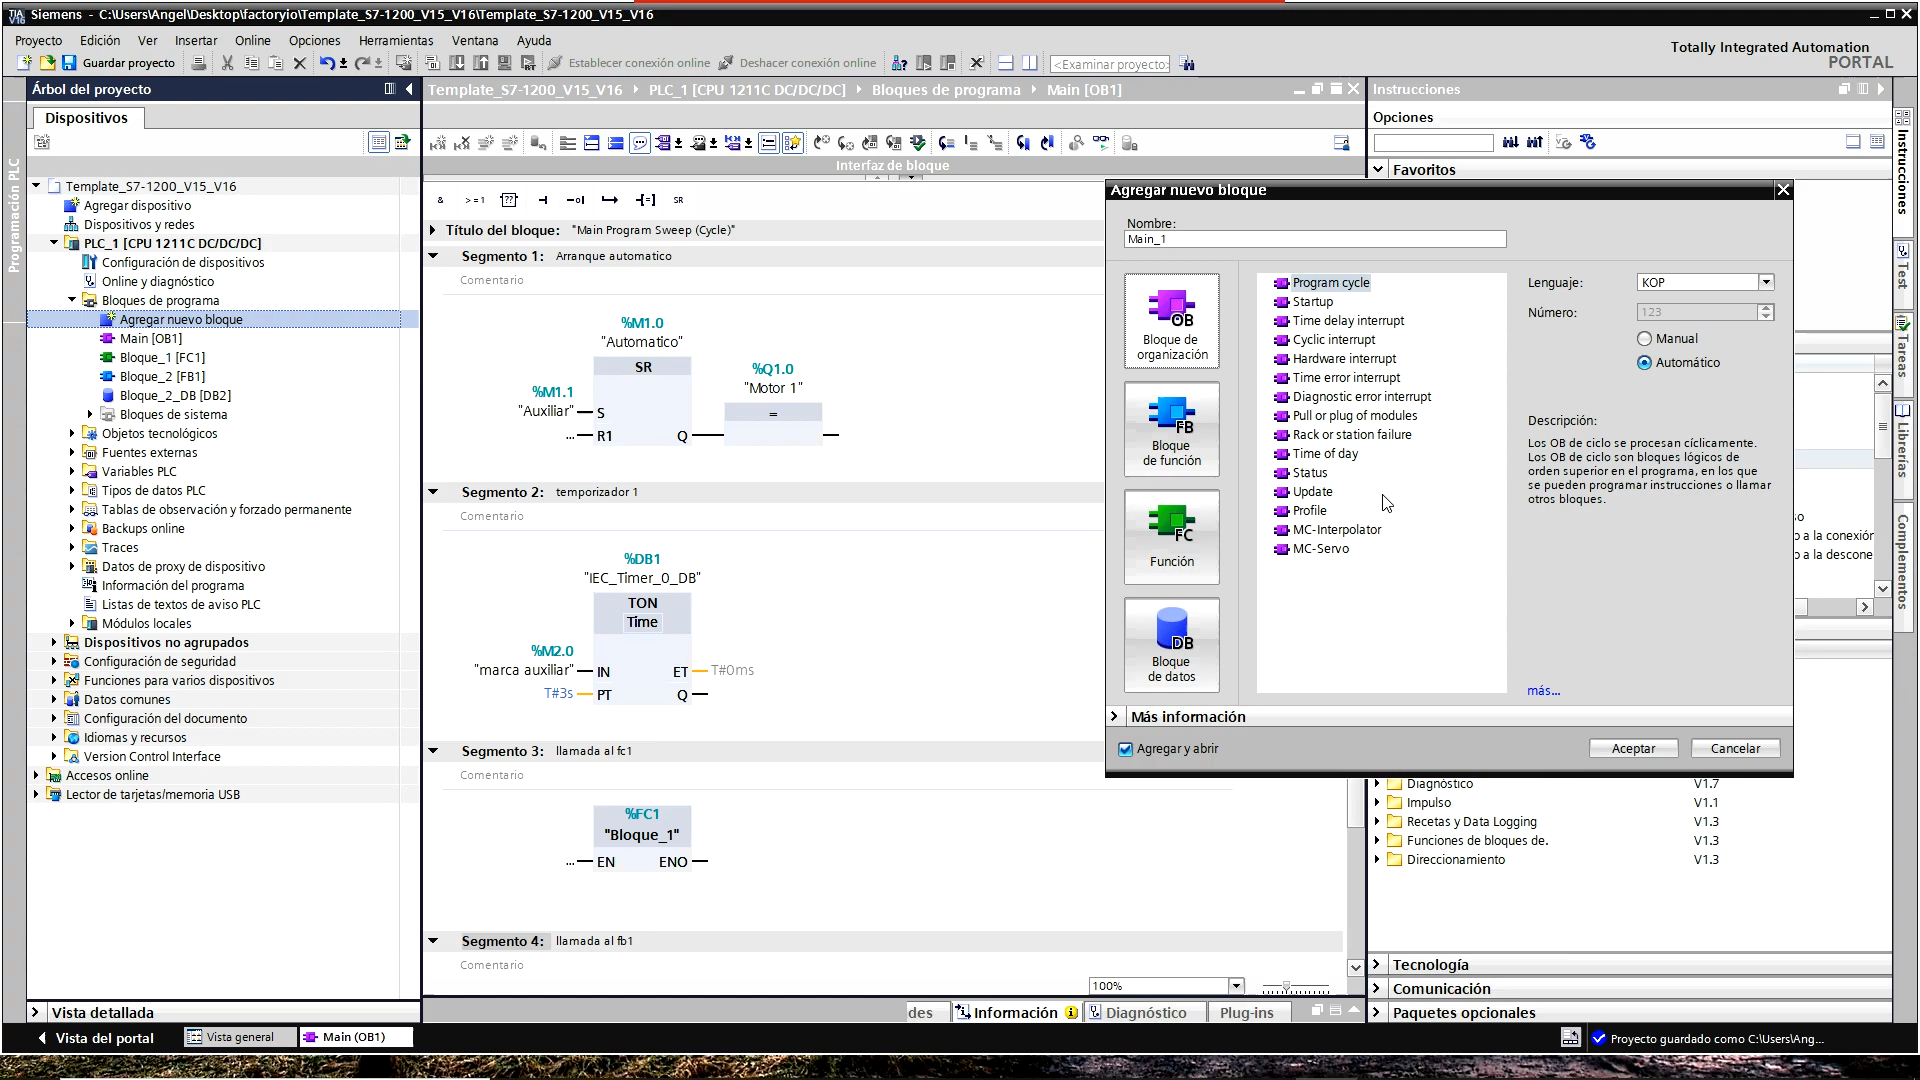 Siemens - C:\Users\Angel\Desktop\factoryio\Template_S7-1200_V15_V16\Template_S7-1200_V15_V16
Proyecto Edición Ver Insertar Online Opciones Herramientas Ventana Ayuda
Totally Integrated Automation
PORTAL
Guardar proyecto
Establecer conexión online
Deshacer conexión online
<Examinar proyecto>
Árbol del proyecto
Template_S7-1200_V15_V16 PLC_1 [CPU 1211C DC/DC/DC] Bloques de programa Main [OB1]
Instrucciones
Dispositivos
Opciones
Interfaz de bloque
Favoritos
Programación PLC
Template_S7-1200_V15_V16
Agregar dispositivo
Dispositivos y redes
PLC_1 [CPU 1211C DC/DC/DC]
Configuración de dispositivos
Online y diagnóstico
Bloques de programa
Agregar nuevo bloque
Main [OB1]
Bloque_1 [FC1]
Bloque_2 [FB1]
Bloque_2_DB [DB2]
Bloques de sistema
Objetos tecnológicos
Fuentes externas
Variables PLC
Tipos de datos PLC
Tablas de observación y forzado permanente
Backups online
Traces
Datos de proxy de dispositivo
Información del programa
Listas de textos de aviso PLC
Módulos locales
Dispositivos no agrupados
Configuración de seguridad
Funciones para varios dispositivos
Datos comunes
Configuración del documento
Idiomas y recursos
Version Control Interface
Accesos online
Lector de tarjetas/memoria USB
Vista detallada
& >=1 ?? SR
Título del bloque: "Main Program Sweep (Cycle)"
Segmento 1: Arranque automatico
Comentario
%M1.0
"Automatico"
SR
%M1.1
"Auxiliar" S
... R1 Q
%Q1.0
"Motor 1"
=
Segmento 2: temporizador 1
Comentario
%DB1
"IEC_Timer_0_DB"
TON
Time
%M2.0
"marca auxiliar" IN ET T#0ms
T#3s PT Q
Segmento 3: llamada al fc1
Comentario
%FC1
"Bloque_1"
... EN ENO
Segmento 4: llamada al fb1
Comentario
100%
des Información Diagnóstico Plug-ins
Agregar nuevo bloque
Nombre:
Main_1
OB
Bloque de
organización
FB
Bloque
de función
FC
Función
DB
Bloque
de datos
Program cycle
Startup
Time delay interrupt
Cyclic interrupt
Hardware interrupt
Time error interrupt
Diagnostic error interrupt
Pull or plug of modules
Rack or station failure
Time of day
Status
Update
Profile
MC-Interpolator
MC-Servo
Lenguaje: KOP
Número: 123
Manual
Automático
Descripción:
Los OB de ciclo se procesan cíclicamente.
Los OB de ciclo son bloques lógicos de
orden superior en el programa, en los que
se pueden programar instrucciones o llamar
otros bloques.
más...
Más información
Agregar y abrir
Aceptar Cancelar
so
o a la conexión
o a la descone
Diagnóstico V1.7
Impulso V1.1
Recetas y Data Logging V1.3
Funciones de bloques de. V1.3
Direccionamiento V1.3
Tecnología
Comunicación
Paquetes opcionales
Instrucciones
Test
Tareas
Librerías
Complementos
Vista del portal
Vista general
Main (OB1)
Proyecto guardado como C:\Users\Ang...